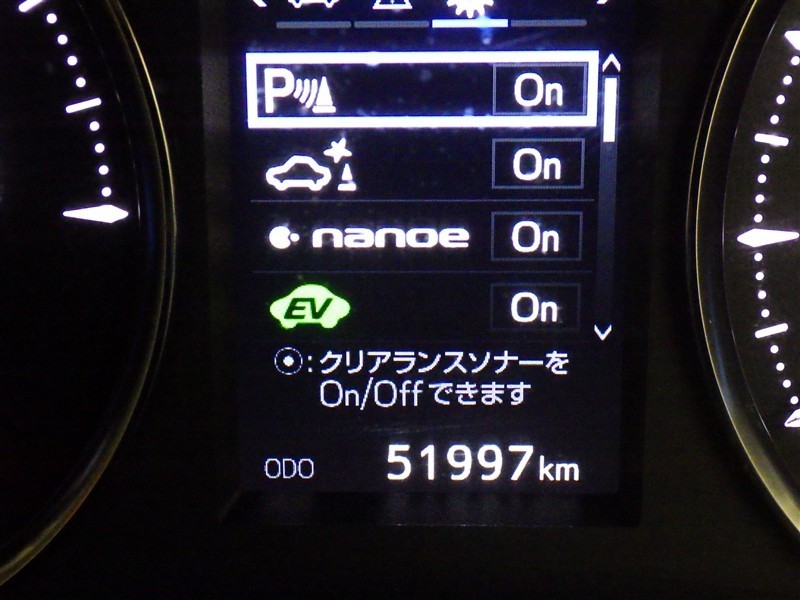 P On
On
nanoe On
EV On
⦿:クリアランスソナーを
On/Offできます
ODO 51997km